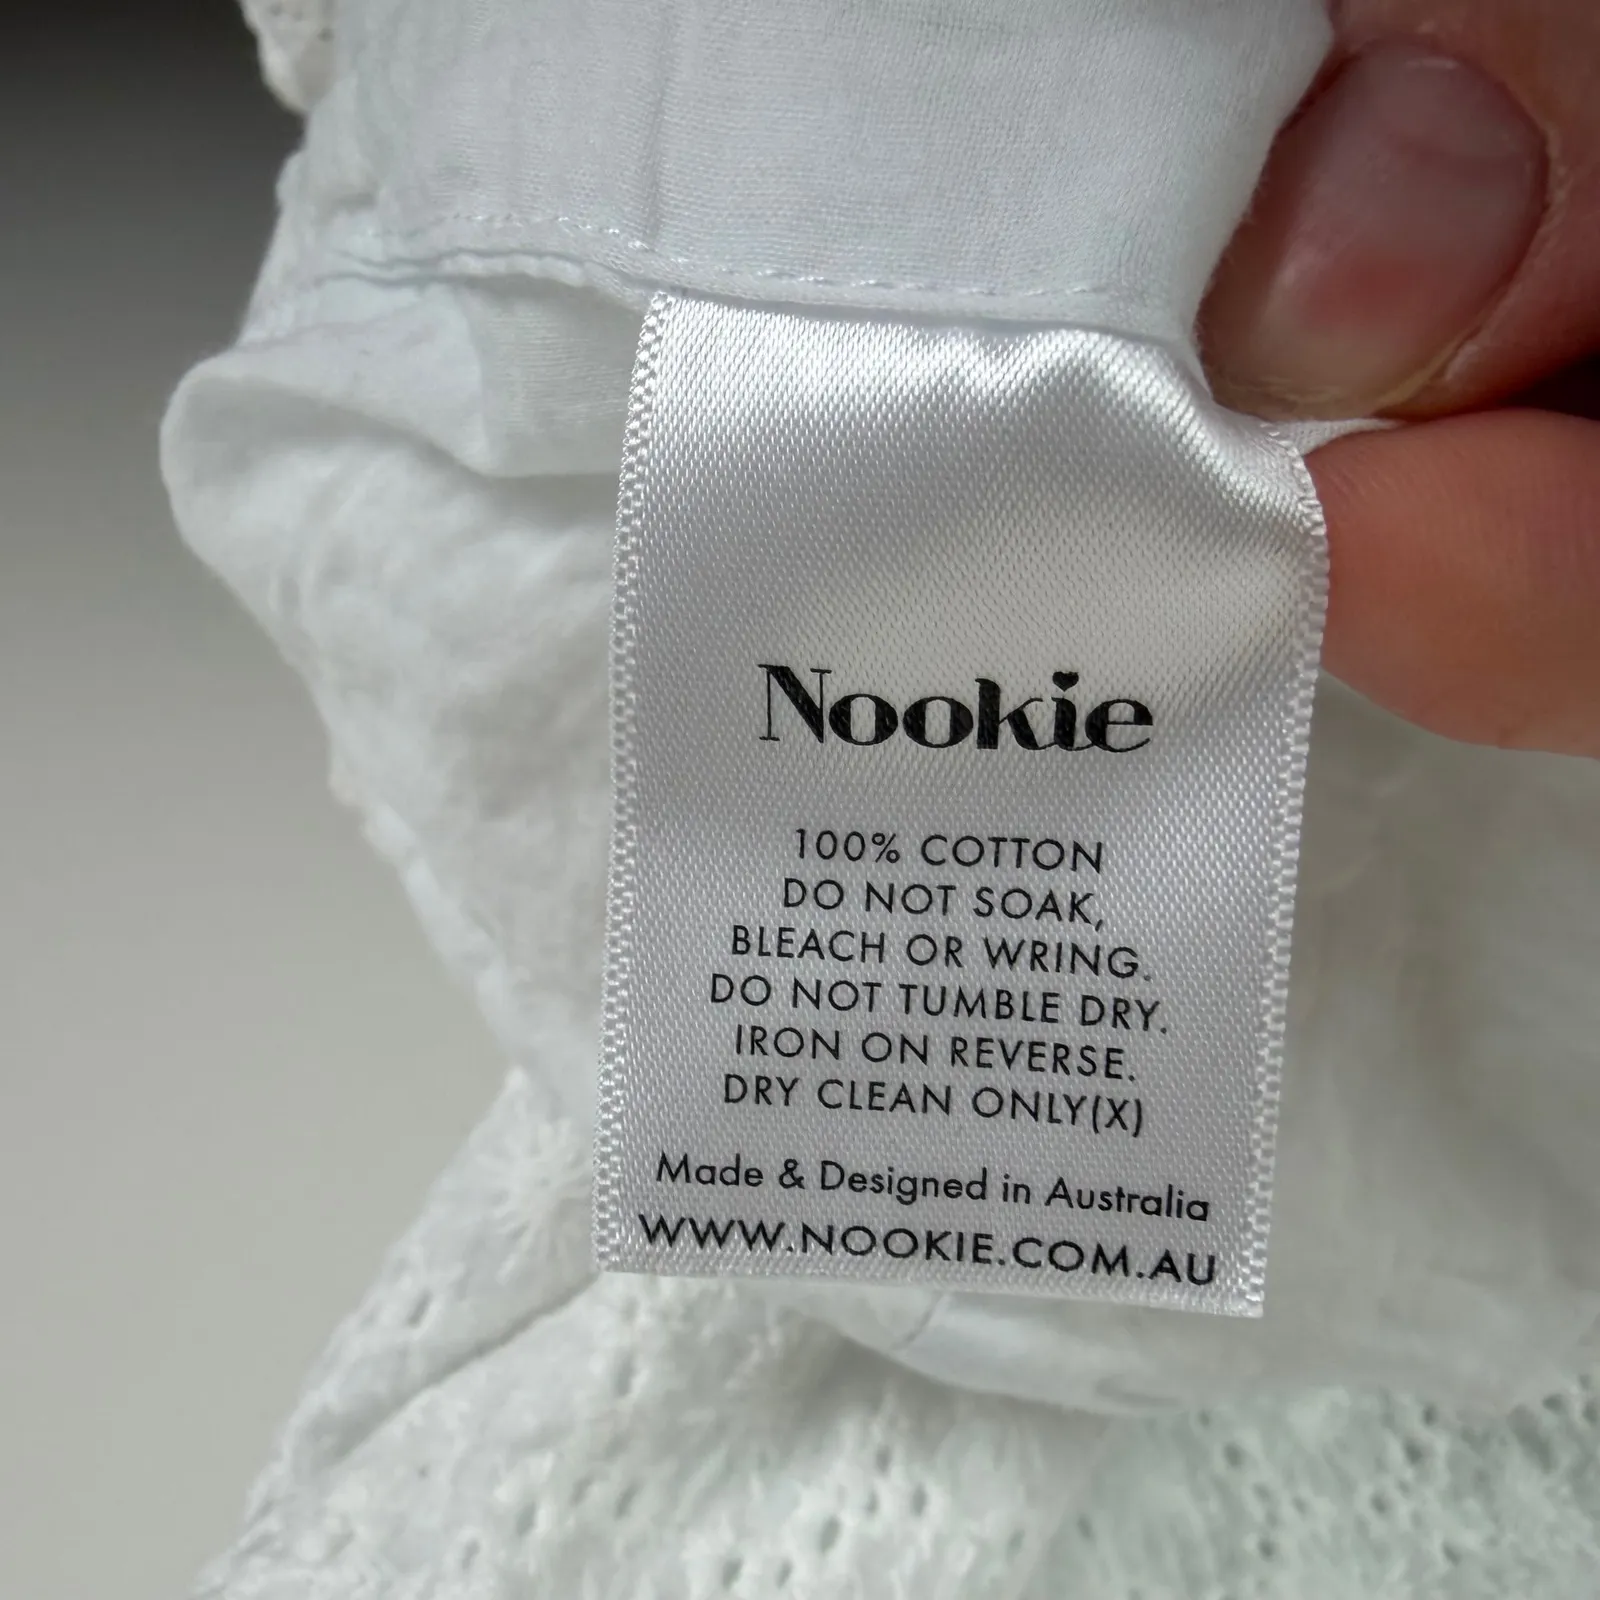 Nookie
100% COTTON
DO NOT SOAK,
BLEACH OR WRING.
DO NOT TUMBLE DRY.
IRON ON REVERSE.
DRY CLEAN ONLY(X)
Made & Designed in Australia
WWW.NOOKIE.COM.AU